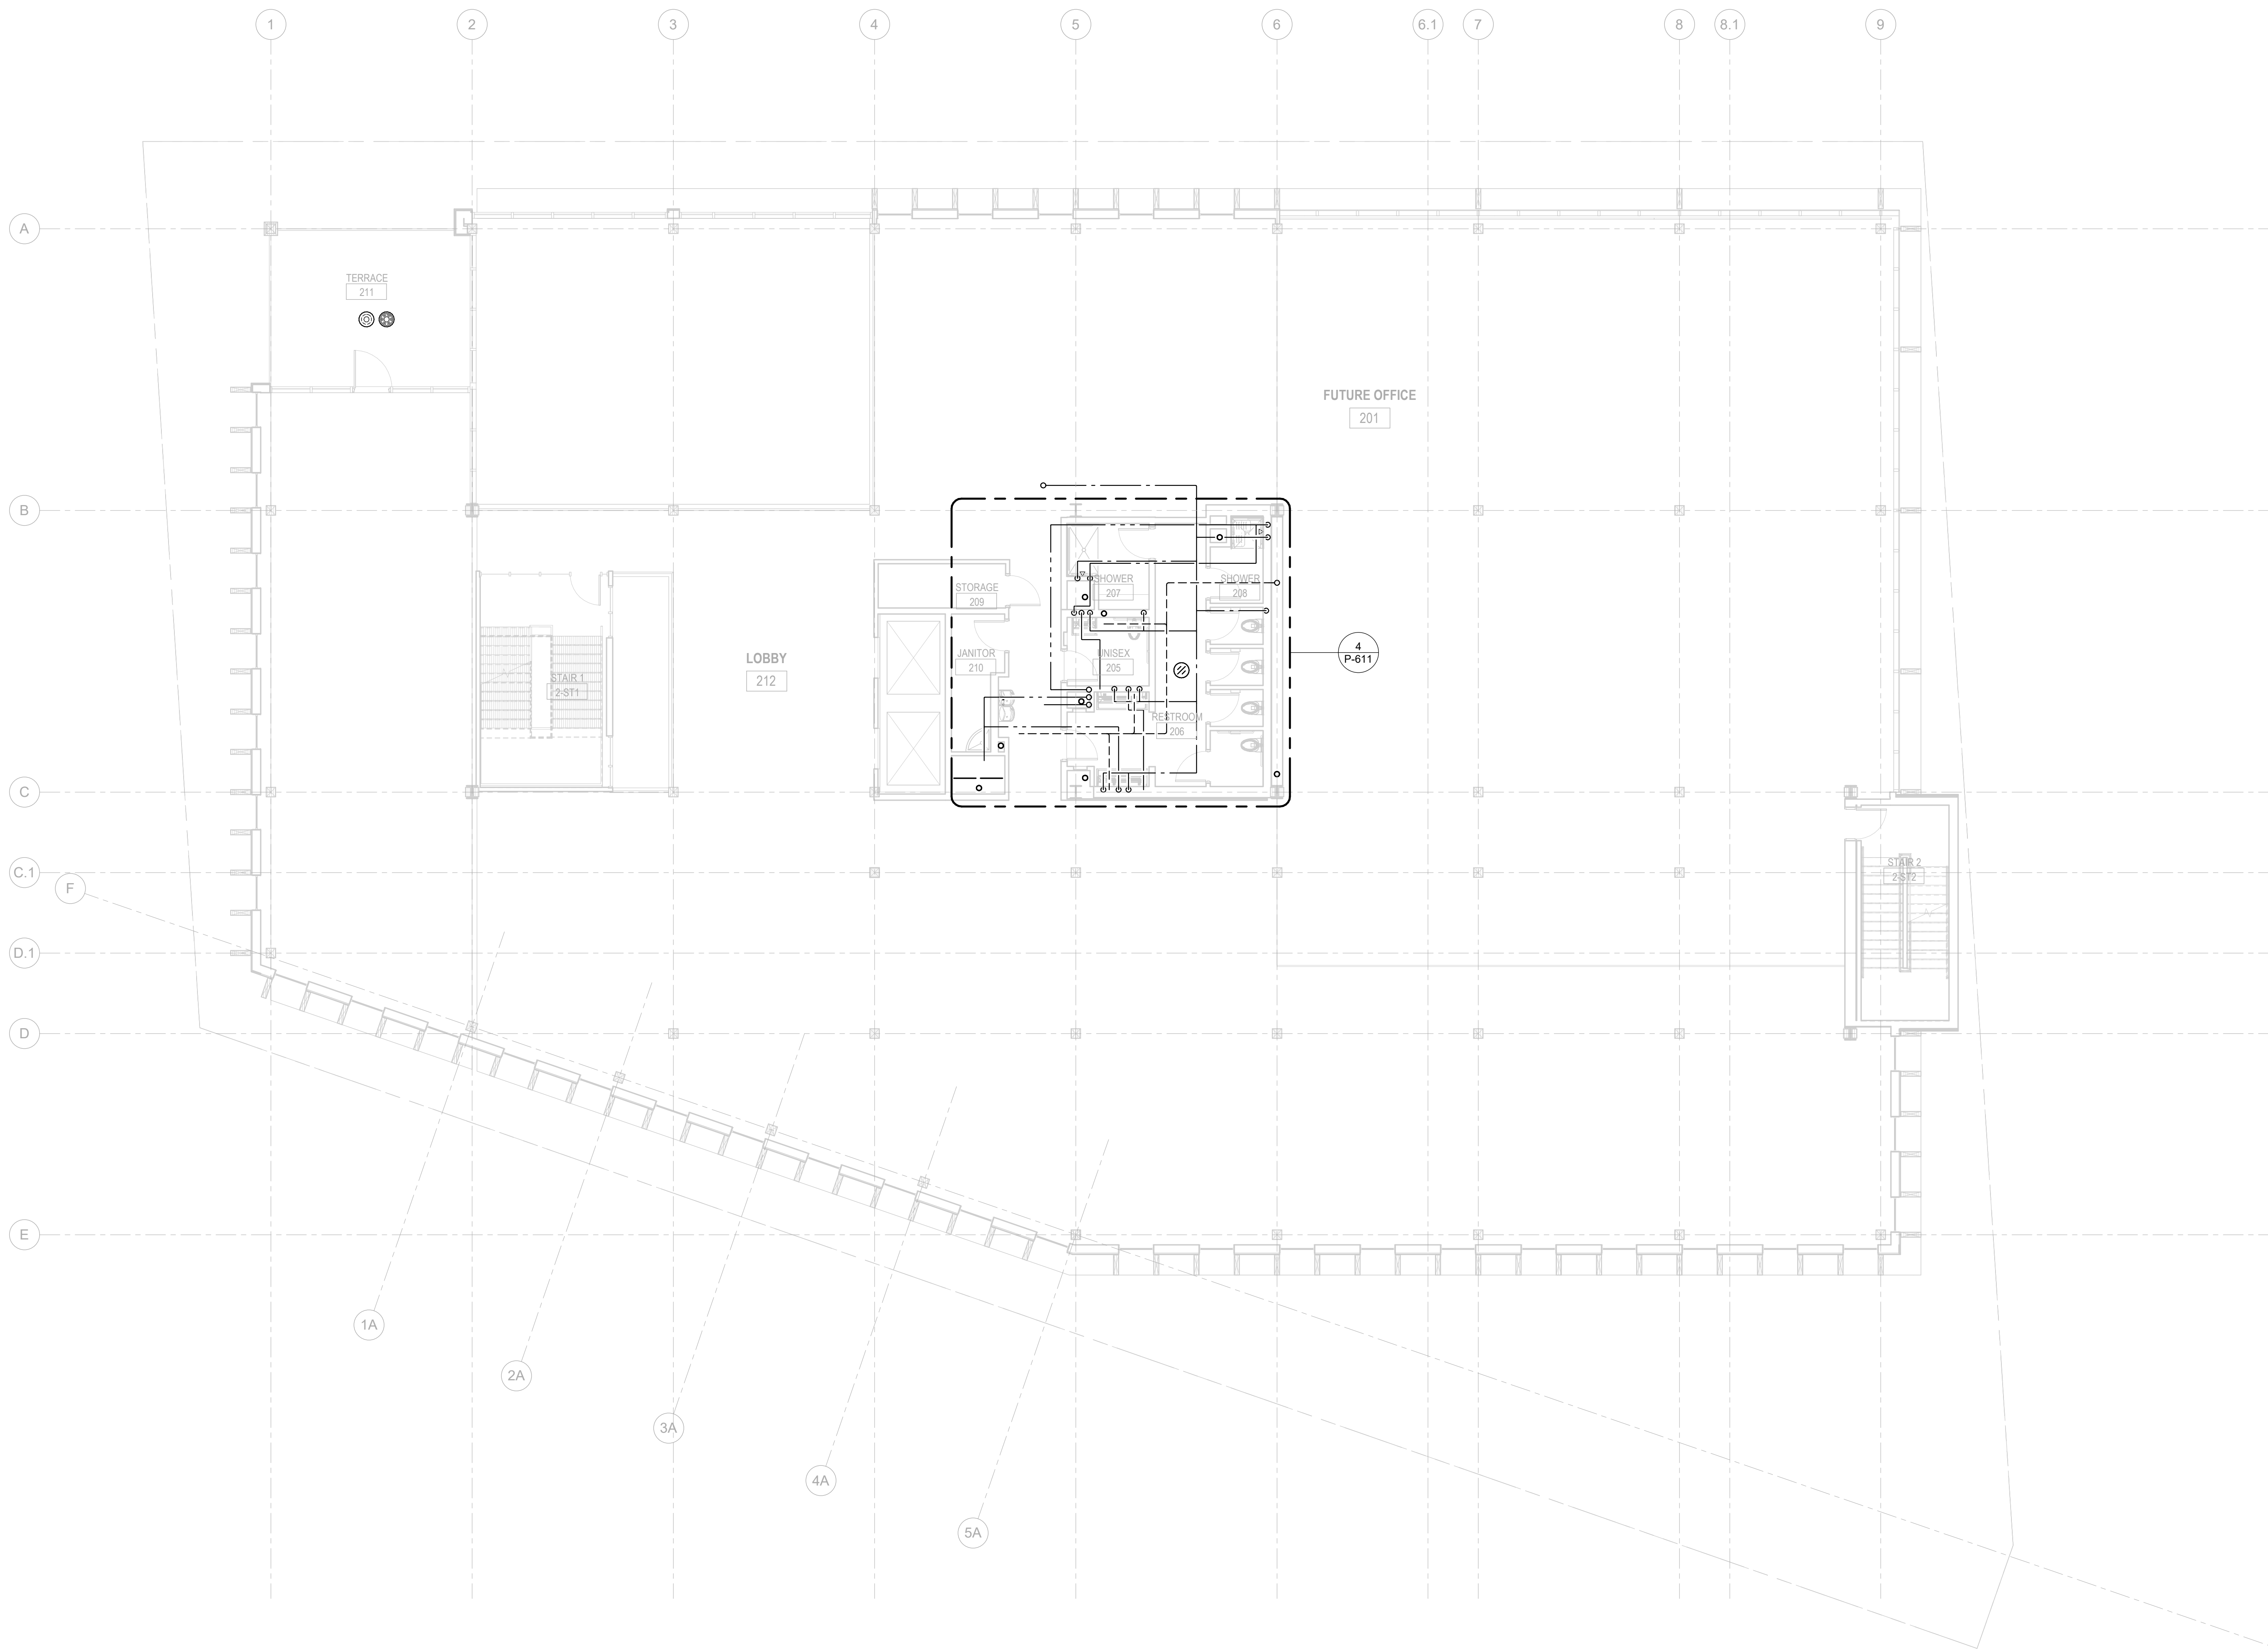 1
2
3
4
5
6
6.1
7
8
8.1
9
A
TERRACE
211
FUTURE OFFICE
201
B
SHOWER
207
SHOWER
208
STORAGE
209
LOBBY
212
JANITOR
210
UNISEX
205
4
P-611
STAIR 1
2-ST1
RESTROOM
206
C
C.1
F
STAIR 2
2-ST2
D.1
D
E
1A
2A
3A
4A
5A